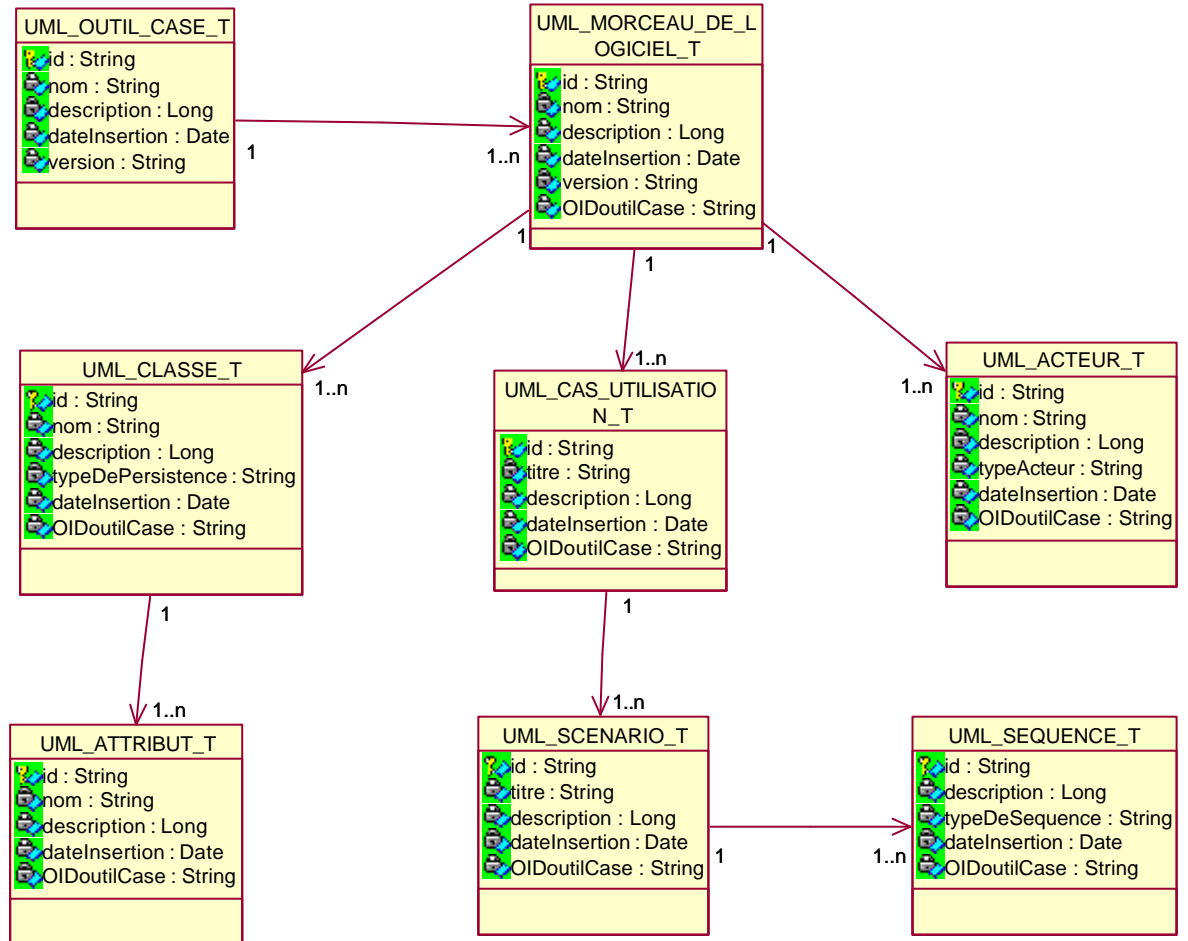 UML_OUTIL_CASE_T
id : String
nom : String
description : Long
dateInsertion : Date
version : String
1
1..n
UML_MORCEAU_DE_L
OGICIEL_T
id : String
nom : String
description : Long
dateInsertion : Date
version : String
OIDoutilCase : String
1
1
1
1..n
1..n
1..n
UML_CLASSE_T
id : String
nom : String
description : Long
typeDePersistence : String
dateInsertion : Date
OIDoutilCase : String
1
UML_CAS_UTILISATIO
N_T
id : String
titre : String
description : Long
dateInsertion : Date
OIDoutilCase : String
1
UML_ACTEUR_T
id : String
nom : String
description : Long
typeActeur : String
dateInsertion : Date
OIDoutilCase : String
1..n
1..n
UML_ATTRIBUT_T
id : String
nom : String
description : Long
dateInsertion : Date
OIDoutilCase : String
UML_SCENARIO_T
id : String
titre : String
description : Long
dateInsertion : Date
OIDoutilCase : String
1
1..n
UML_SEQUENCE_T
id : String
description : Long
typeDeSequence : String
dateInsertion : Date
OIDoutilCase : String